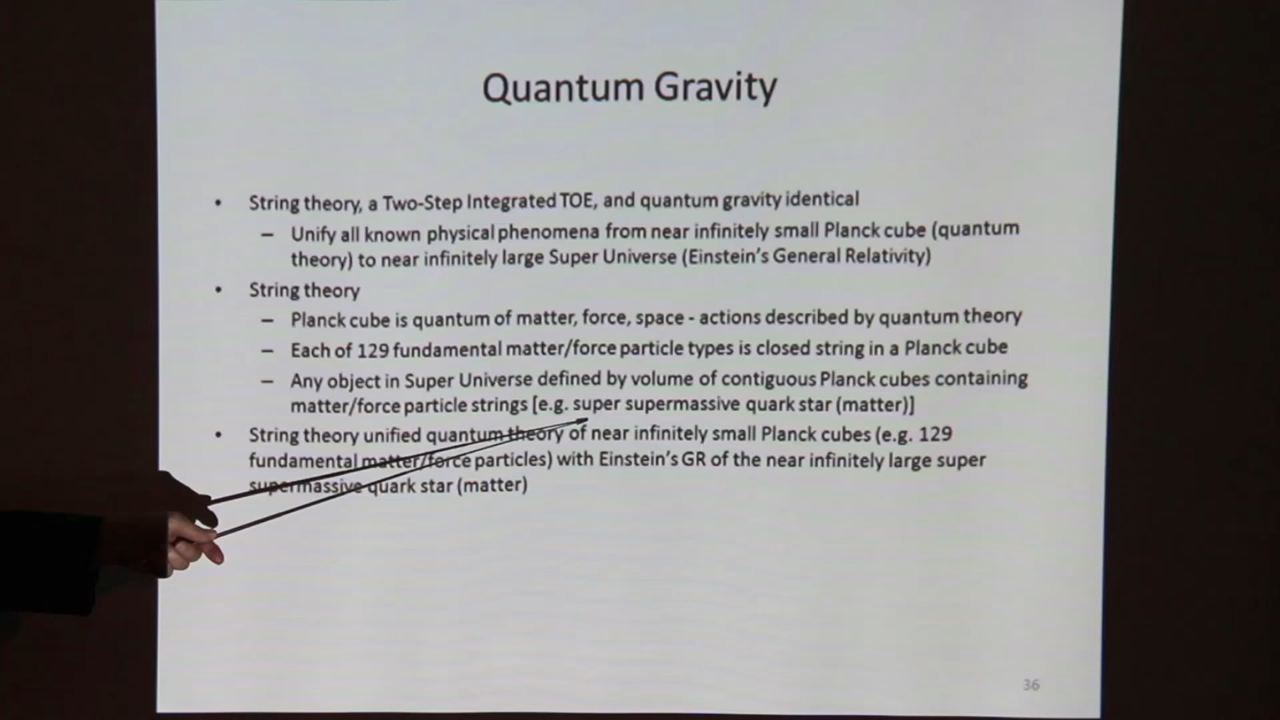 Quantum Gravity
• String theory, a Two-Step Integrated TOE, and quantum gravity identical
– Unify all known physical phenomena from near infinitely small Planck cube (quantum
theory) to near infinitely large Super Universe (Einstein's General Relativity)
• String theory
– Planck cube is quantum of matter, force, space - actions described by quantum theory
– Each of 129 fundamental matter/force particle types is closed string in a Planck cube
– Any object in Super Universe defined by volume of contiguous Planck cubes containing
matter/force particle strings [e.g. super supermassive quark star (matter)]
• String theory unified quantum theory of near infinitely small Planck cubes (e.g. 129
fundamental matter/force particles) with Einstein's GR of the near infinitely large super
supermassive quark star (matter)
36